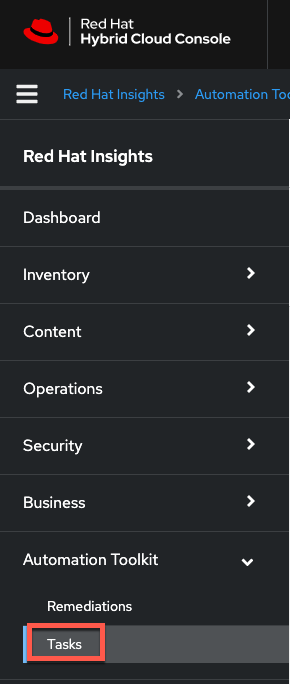 Red Hat
Hybrid Cloud Console
Red Hat Insights > Automation Too
Red Hat Insights
Dashboard
Inventory
Content
Operations
Security
Business
Automation Toolkit
Remediations
Tasks